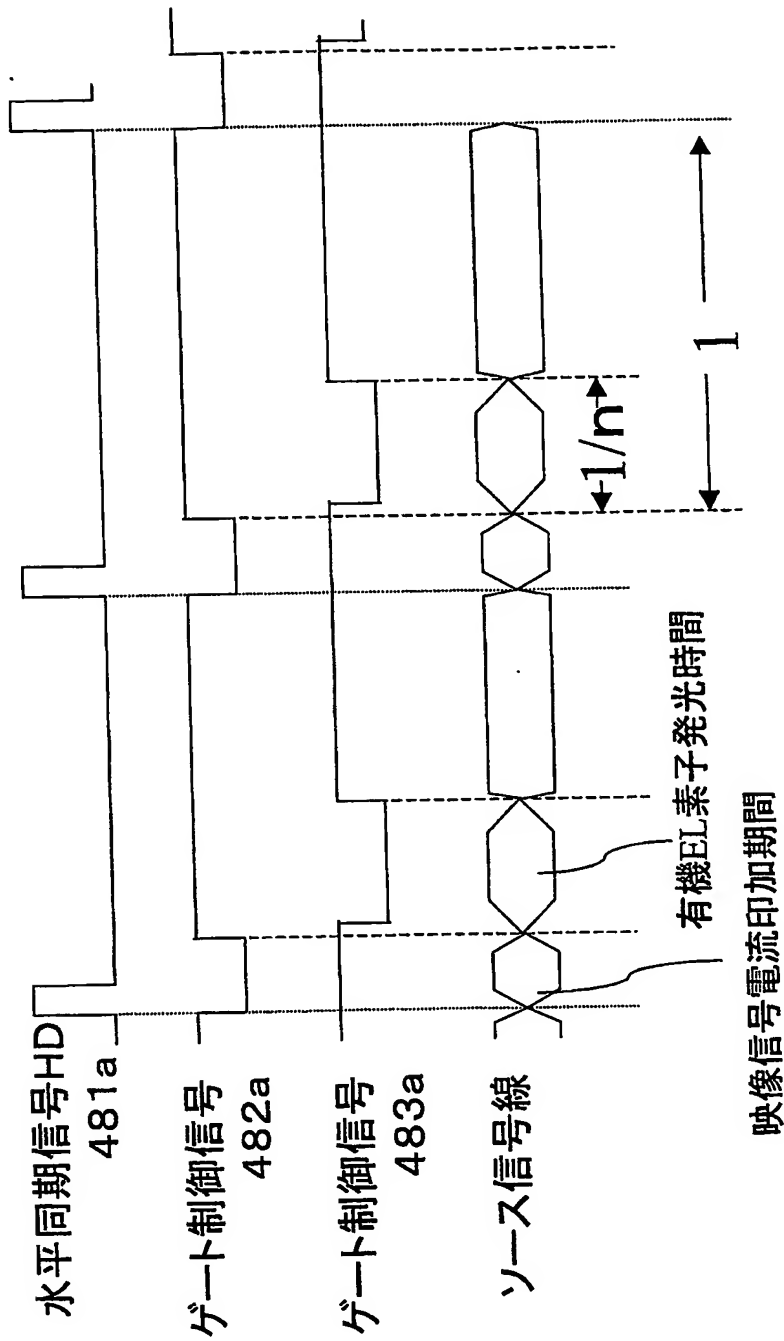 水平同期信号HD
481a
ゲート制御信号
482a
ゲート制御信号
483a
ソース信号線
1/n
1
有機EL素子発光時間
映像信号電流印加期間